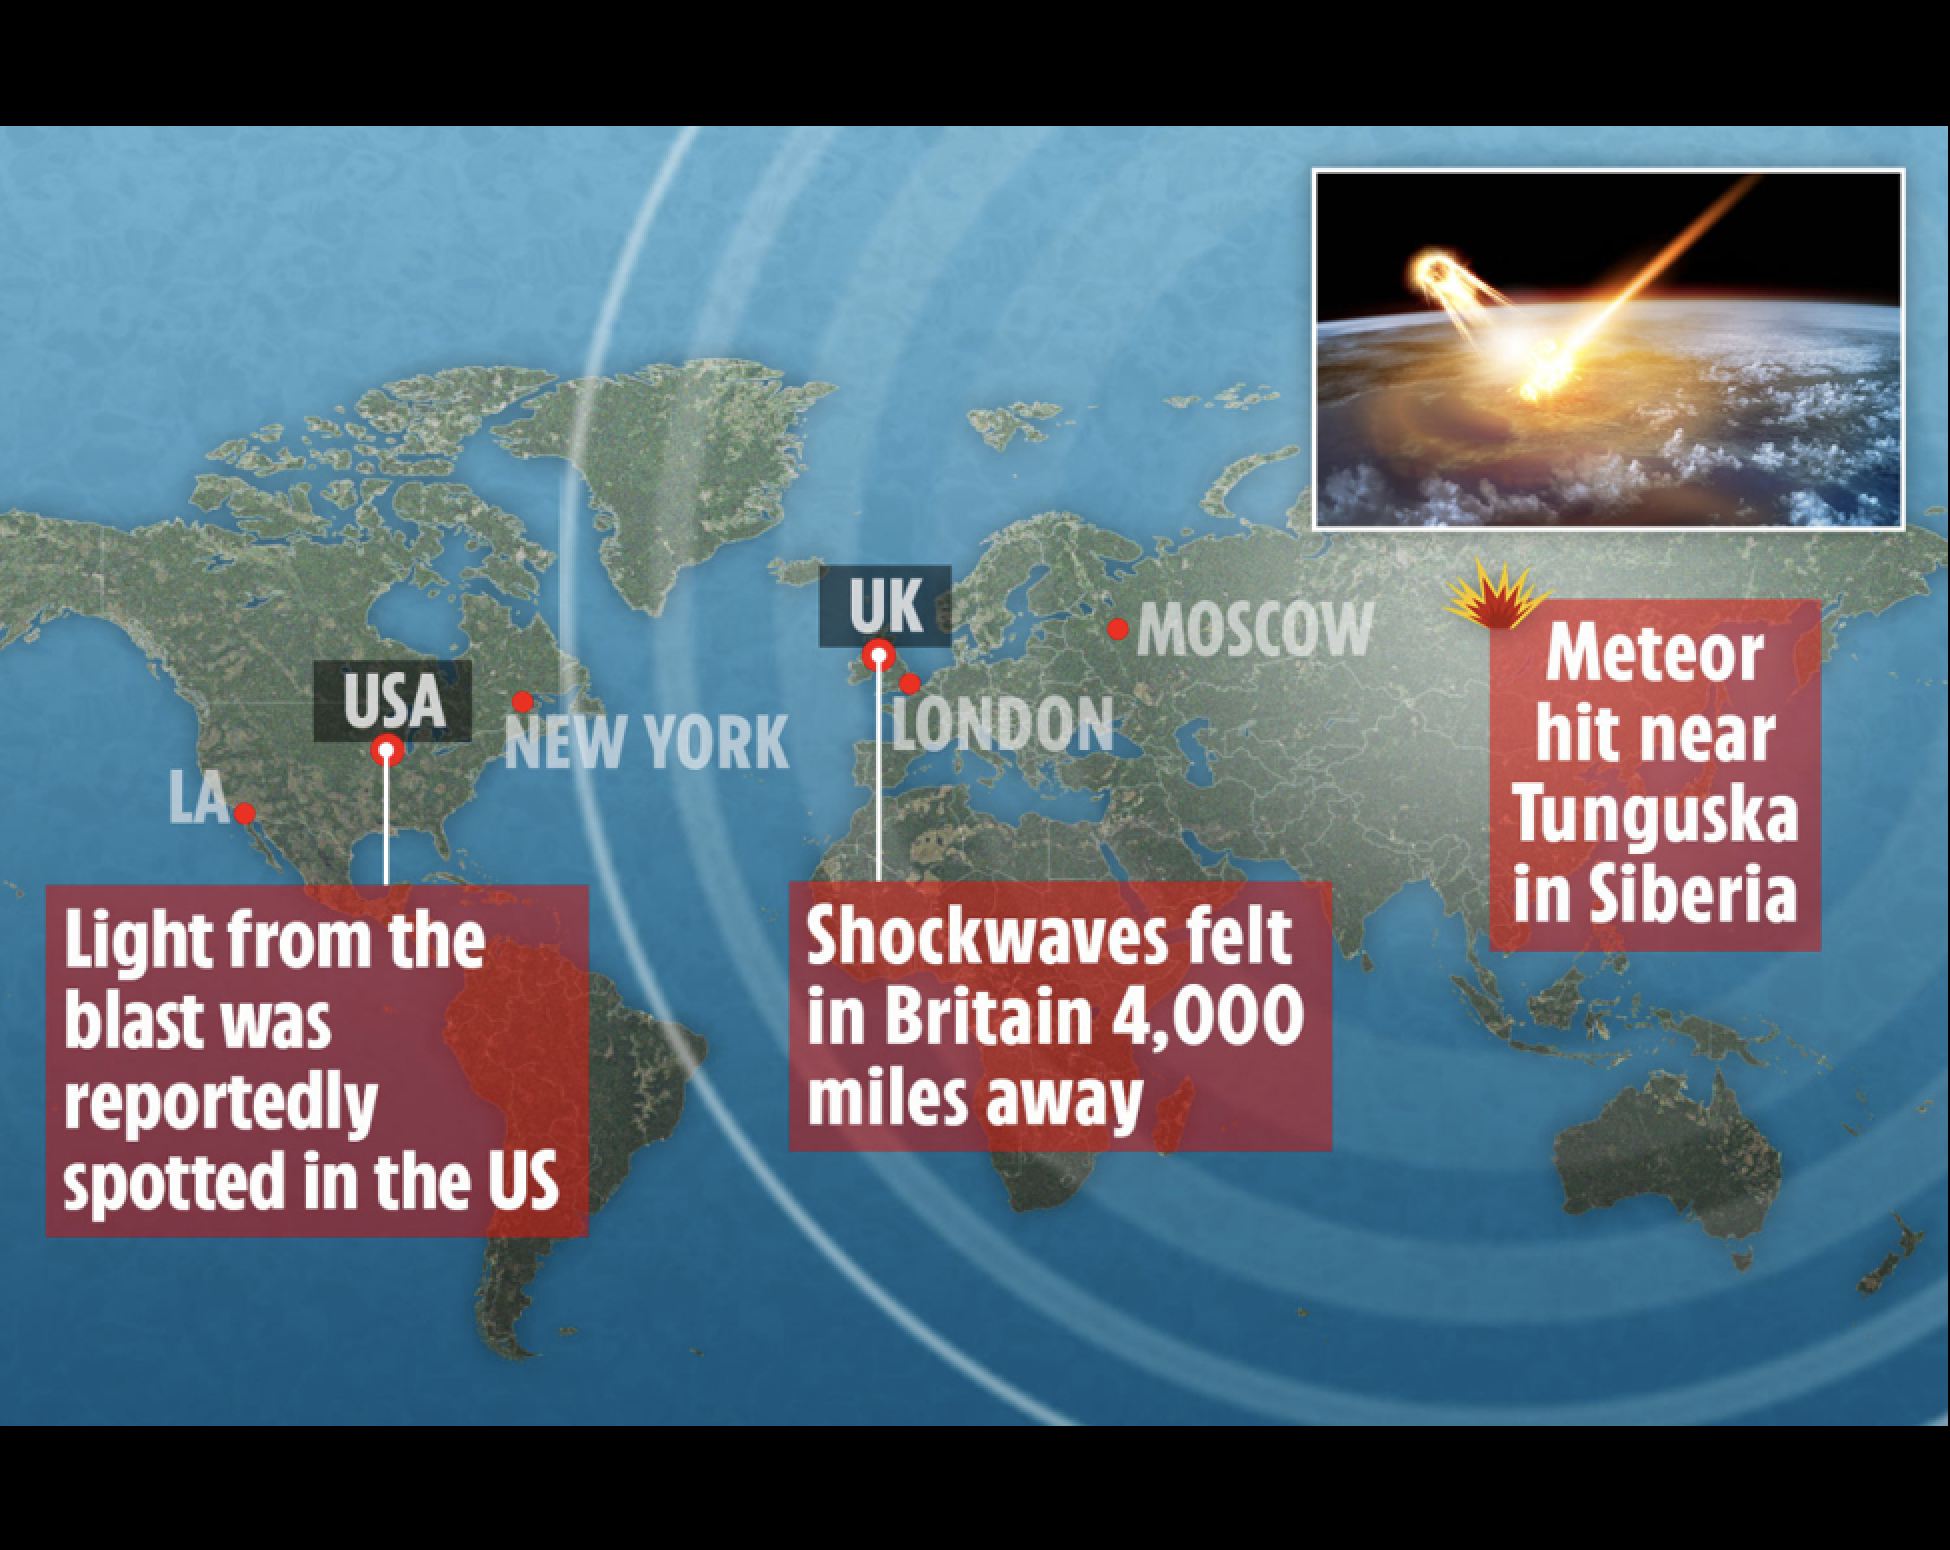 UK
MOSCOW
USA
LONDON
NEW YORK
LA
Meteor
hit near
Tunguska
in Siberia
Light from the
blast was
reportedly
spotted in the US
Shockwaves felt
in Britain 4,000
miles away